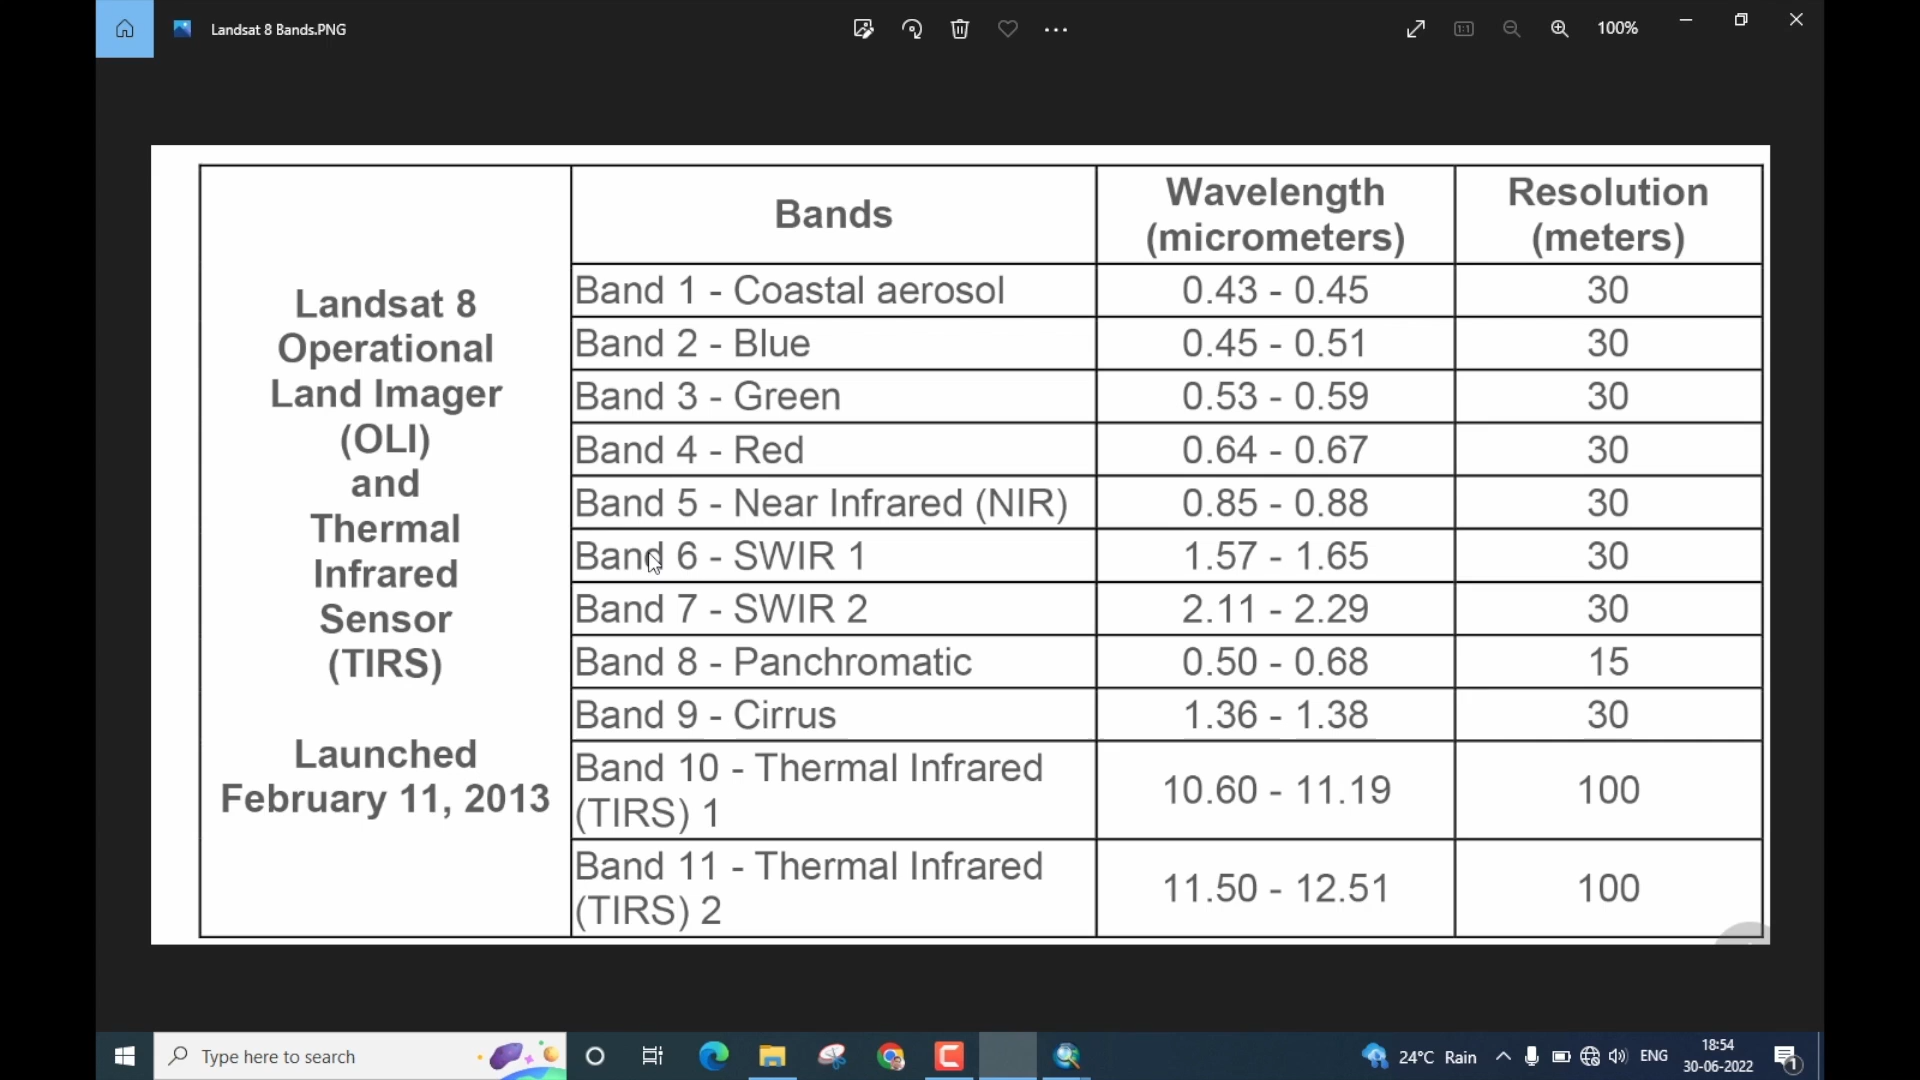 Landsat 8 Bands.PNG
100%
Landsat 8
Operational
Land Imager
(OLI)
and
Thermal
Infrared
Sensor
(TIRS)
Launched
February 11, 2013
Bands
Wavelength
(micrometers)
Resolution
(meters)
Band 1 - Coastal aerosol 0.43 - 0.45 30
Band 2 - Blue 0.45 - 0.51 30
Band 3 - Green 0.53 - 0.59 30
Band 4 - Red 0.64 - 0.67 30
Band 5 - Near Infrared (NIR) 0.85 - 0.88 30
Band 6 - SWIR 1 1.57 - 1.65 30
Band 7 - SWIR 2 2.11 - 2.29 30
Band 8 - Panchromatic 0.50 - 0.68 15
Band 9 - Cirrus 1.36 - 1.38 30
Band 10 - Thermal Infrared
(TIRS) 1
10.60 - 11.19 100
Band 11 - Thermal Infrared
(TIRS) 2
11.50 - 12.51 100
Type here to search
24°C Rain
ENG
18:54
30-06-2022
1